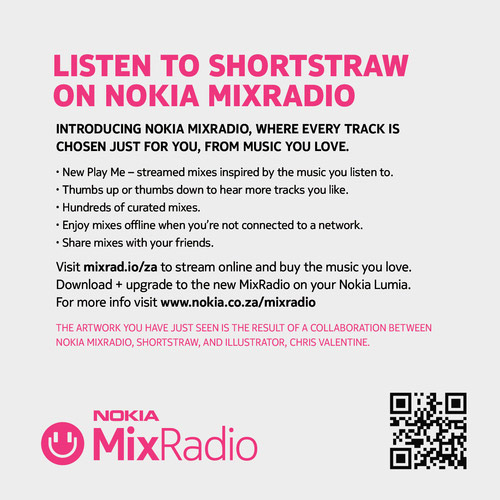 LISTEN TO SHORTSTRAW
ON NOKIA MIXRADIO
INTRODUCING NOKIA MIXRADIO, WHERE EVERY TRACK IS
CHOSEN JUST FOR YOU, FROM MUSIC YOU LOVE.
• New Play Me – streamed mixes inspired by the music you listen to.
• Thumbs up or thumbs down to hear more tracks you like.
• Hundreds of curated mixes.
• Enjoy mixes offline when you're not connected to a network.
• Share mixes with your friends.
Visit mixrad.io/za to stream online and buy the music you love.
Download + upgrade to the new MixRadio on your Nokia Lumia.
For more info visit www.nokia.co.za/mixradio
THE ARTWORK YOU HAVE JUST SEEN IS THE RESULT OF A COLLABORATION BETWEEN
NOKIA MIXRADIO, SHORTSTRAW, AND ILLUSTRATOR, CHRIS VALENTINE.
NOKIA
MixRadio